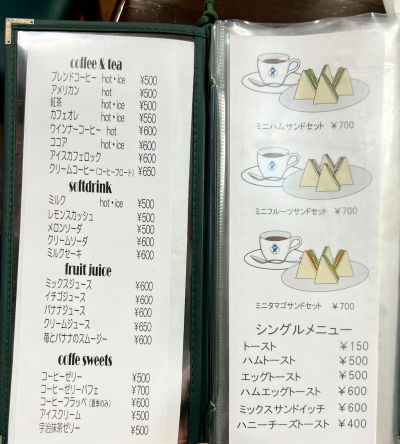 coffee & tea
ブレンドコーヒー hot・ice ¥500
アメリカン hot ¥500
紅茶 hot・ice ¥500
カフェオレ hot・ice ¥550
ウインナーコーヒー hot ¥600
ココア hot・ice ¥600
アイスカフェロック ¥600
クリームコーヒー(コーヒーフロート) ¥650
softdrink
ミルク hot・ice ¥500
レモンスカッシュ ¥500
メロンソーダ ¥500
クリームソーダ ¥600
ミルクセーキ ¥600
fruit juice
ミックスジュース ¥600
イチゴジュース ¥600
バナナジュース ¥600
クリームジュース ¥650
苺とバナナのスムージー ¥600
coffe sweets
コーヒーゼリー ¥500
コーヒーゼリーパフェ ¥700
コーヒーフラッペ(夏季のみ) ¥600
アイスクリーム ¥500
宇治抹茶ゼリー ¥500
ミニハムサンドセット ¥700
ミニフルーツサンドセット ¥700
ミニタマゴサンドセット ¥700
シングルメニュー
トースト ¥150
ハムトースト ¥500
エッグトースト ¥500
ハムエッグトースト ¥600
ミックスサンドイッチ ¥600
ハニーチーズトースト ¥400